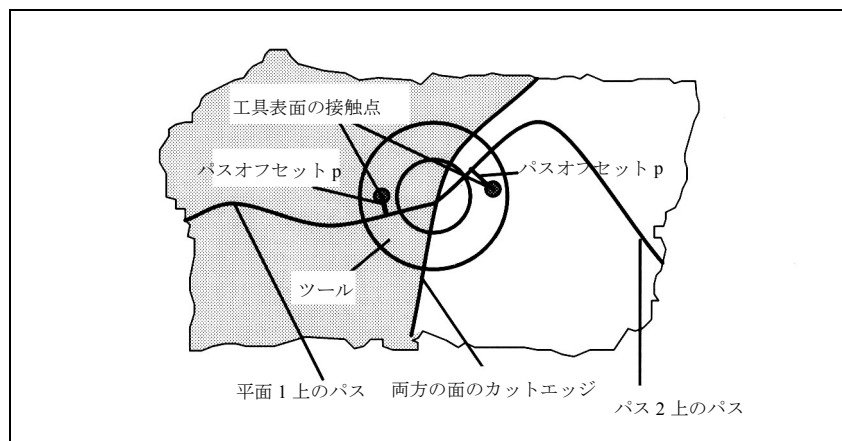 工具表面の接触点
パスオフセット p
パスオフセット p
ツール
平面 1 上のパス
両方の面のカットエッジ
パス 2 上のパス